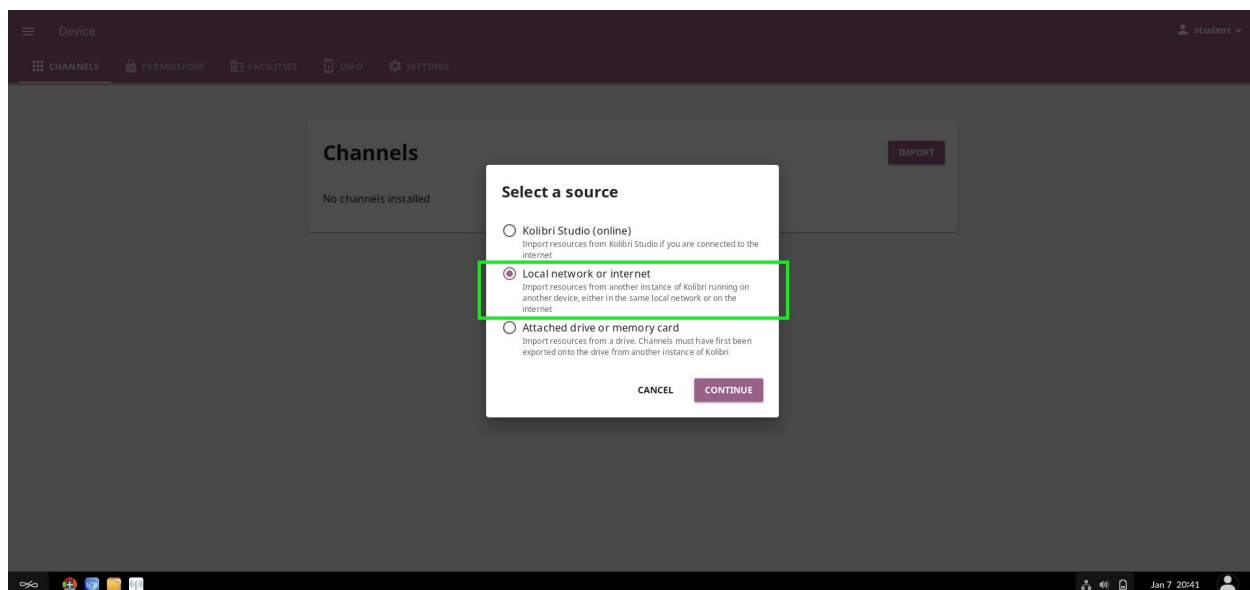 Device
student
CHANNELS PERMISSIONS FACILITIES INFO SETTINGS
Channels
IMPORT
No channels installed
Select a source
Kolibri Studio (online)
Import resources from Kolibri Studio if you are connected to the
internet
Local network or internet
Import resources from another instance of Kolibri running on
another device, either in the same local network or on the
internet
Attached drive or memory card
Import resources from a drive. Channels must have first been
exported onto the drive from another instance of Kolibri
CANCEL CONTINUE
Jan 7 20:41